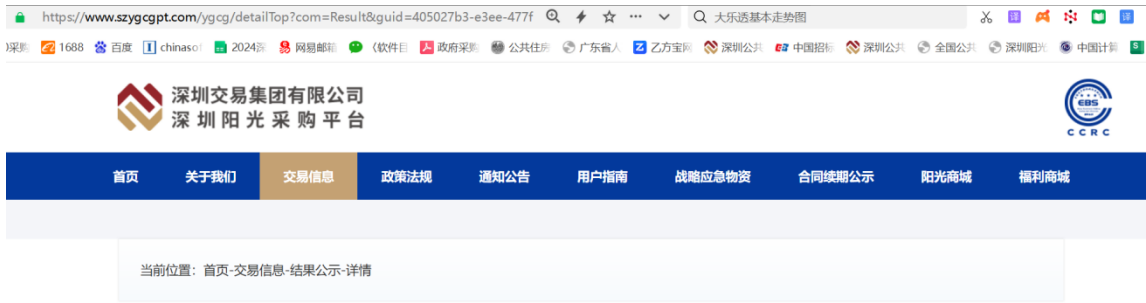 https://www.szygcgpt.com/ygcg/detailTop?com=Result&guid=405027b3-e3ee-477f 大乐透基本走势图
1688 百度 chinaso 2024 网易邮箱 《软件 政府采购 公共住房 广东省人 乙方宝网 深圳公共 中国招标 深圳公共 全国公共 深圳阳光 中国计算
深圳交易集团有限公司
深圳阳光采购平台
EBS
CCRC
首页 关于我们 交易信息 政策法规 通知公告 用户指南 战略应急物资 合同续期公示 阳光商城 福利商城
当前位置：首页-交易信息-结果公示-详情